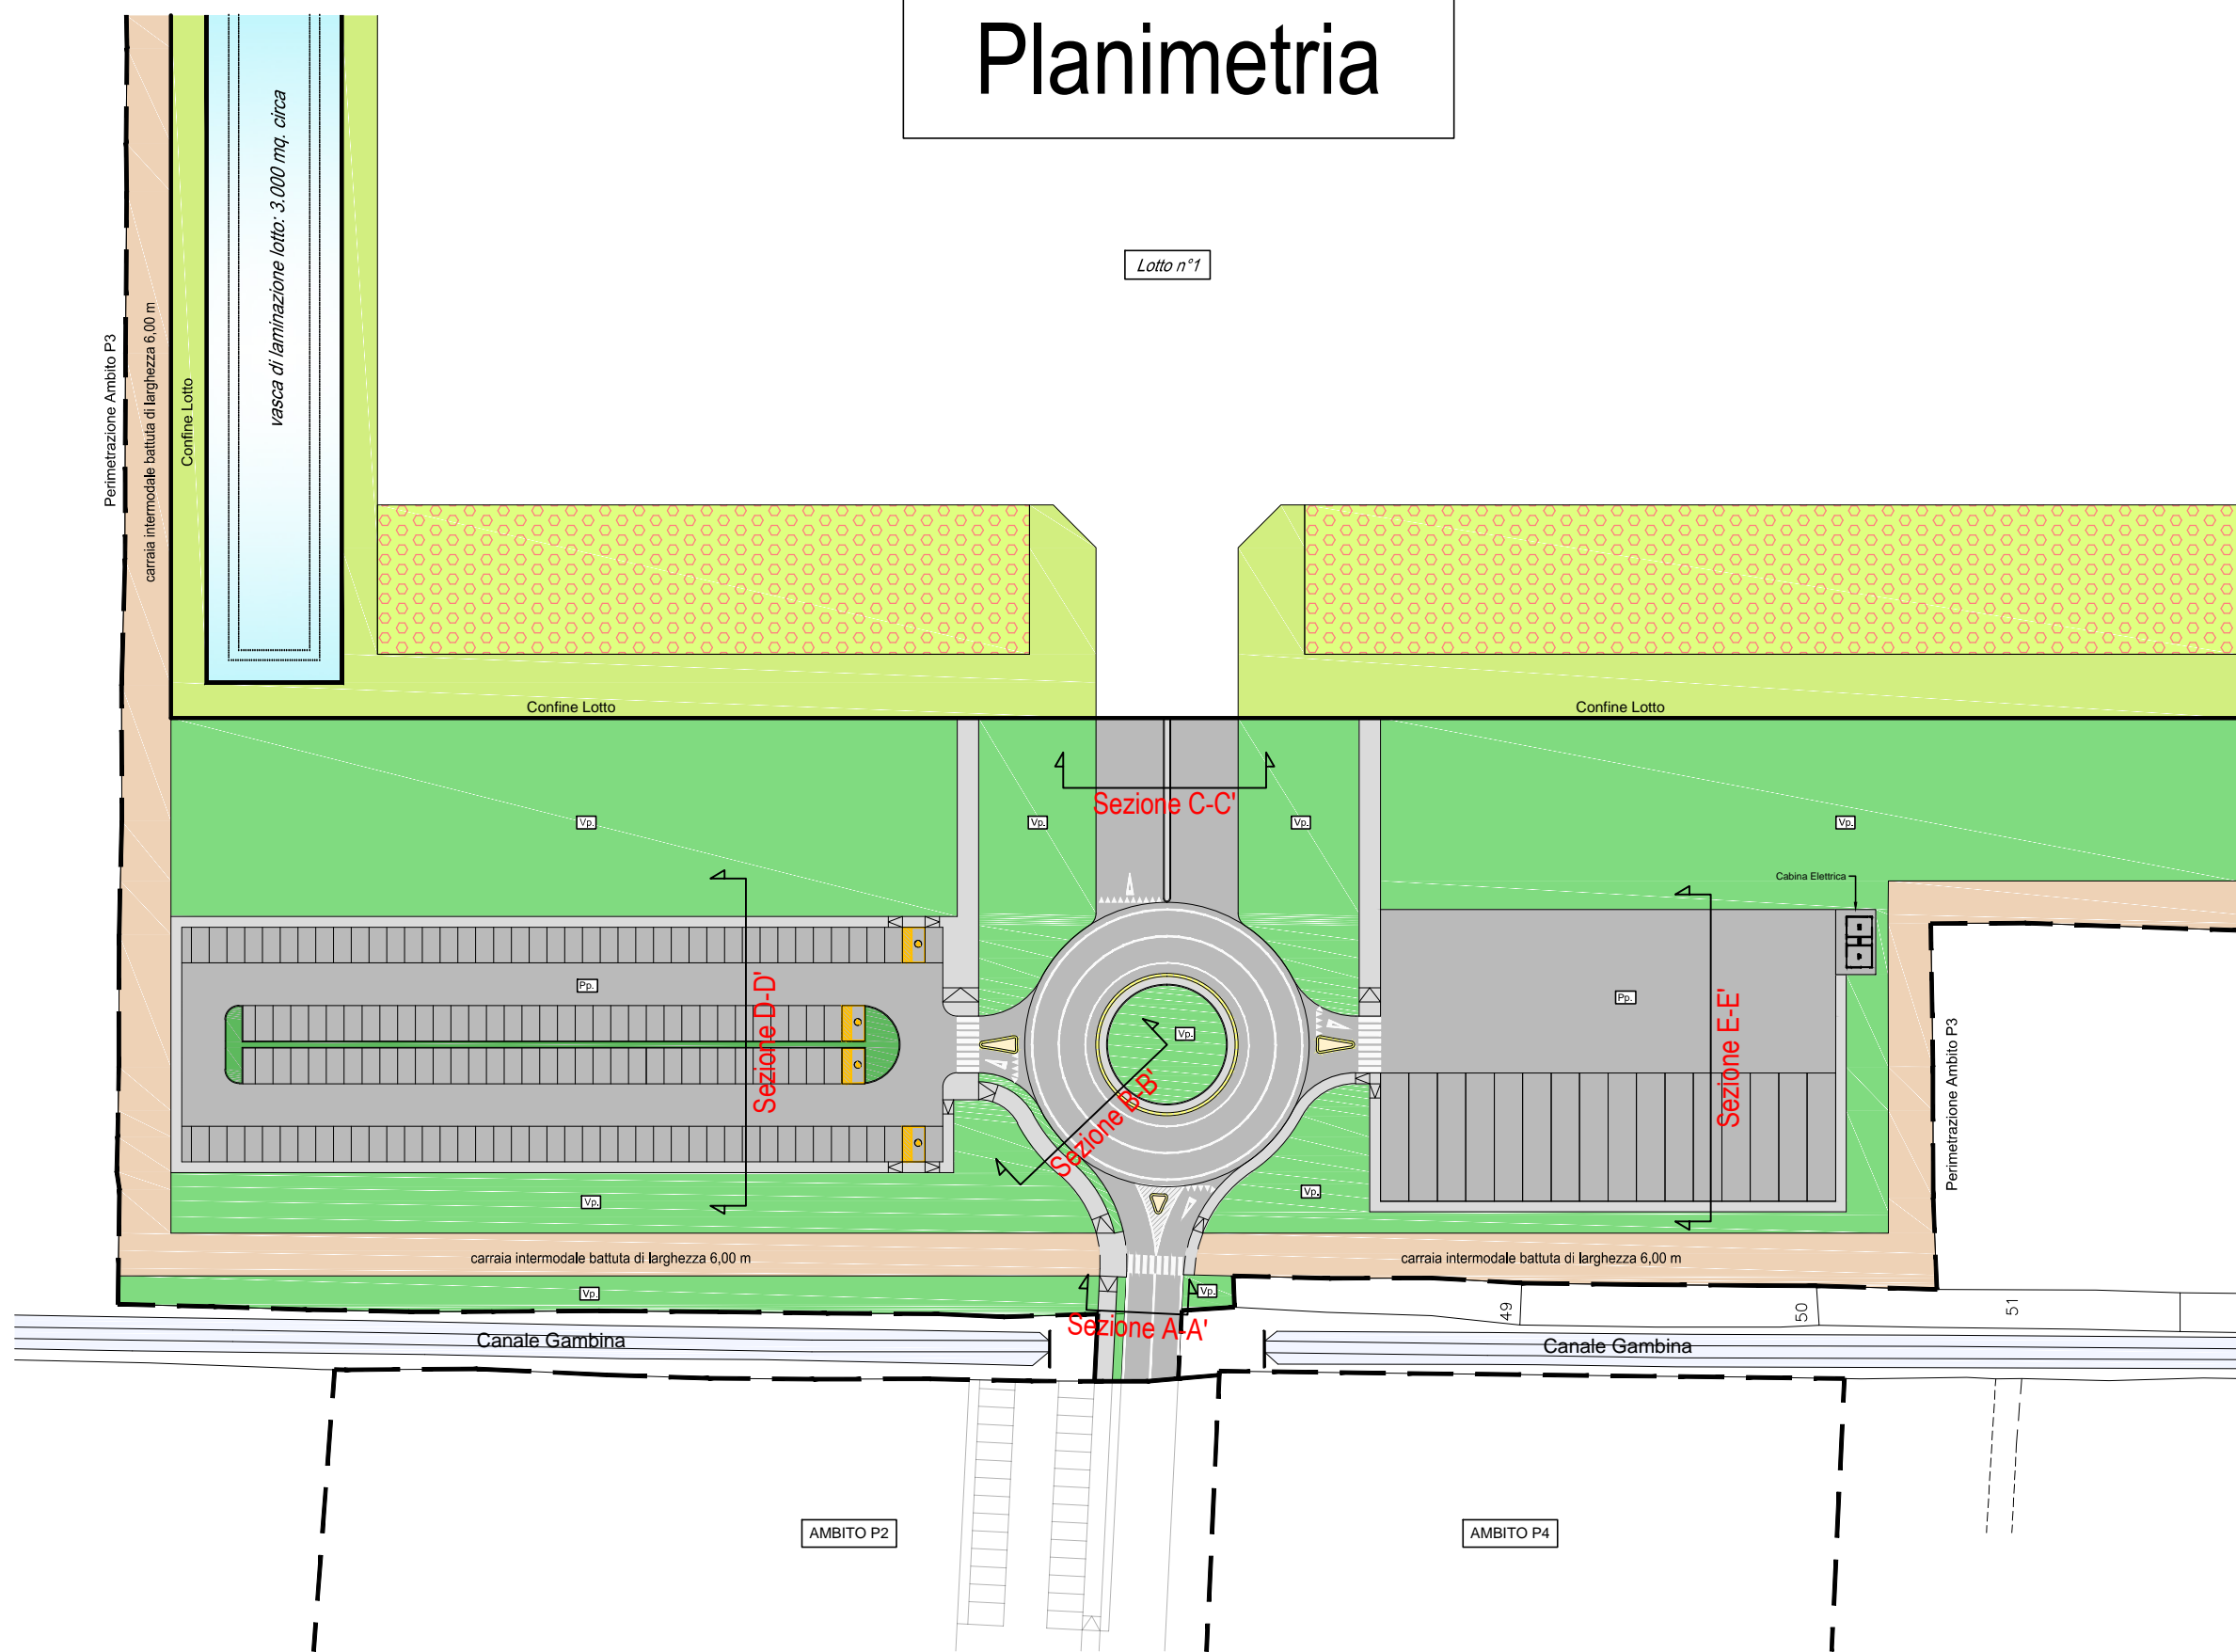 Planimetria
vasca di laminazione lotto: 3.000 mq. circa
Lotto n°1
Perimetrazione Ambito P3
carraia intermodale battuta di larghezza 6,00 m
Confine Lotto
Confine Lotto
Confine Lotto
Sezione C-C'
Vp.
Vp.
Vp.
Vp.
Cabina Elettrica
Pp.
Sezione D-D'
Vp.
Pp.
Sezione E-E'
Sezione B-B'
Perimetrazione Ambito P3
Vp.
Vp.
carraia intermodale battuta di larghezza 6,00 m
carraia intermodale battuta di larghezza 6,00 m
Vp.
Vp.
49
50
51
Sezione A-A'
Canale Gambina
Canale Gambina
AMBITO P2
AMBITO P4